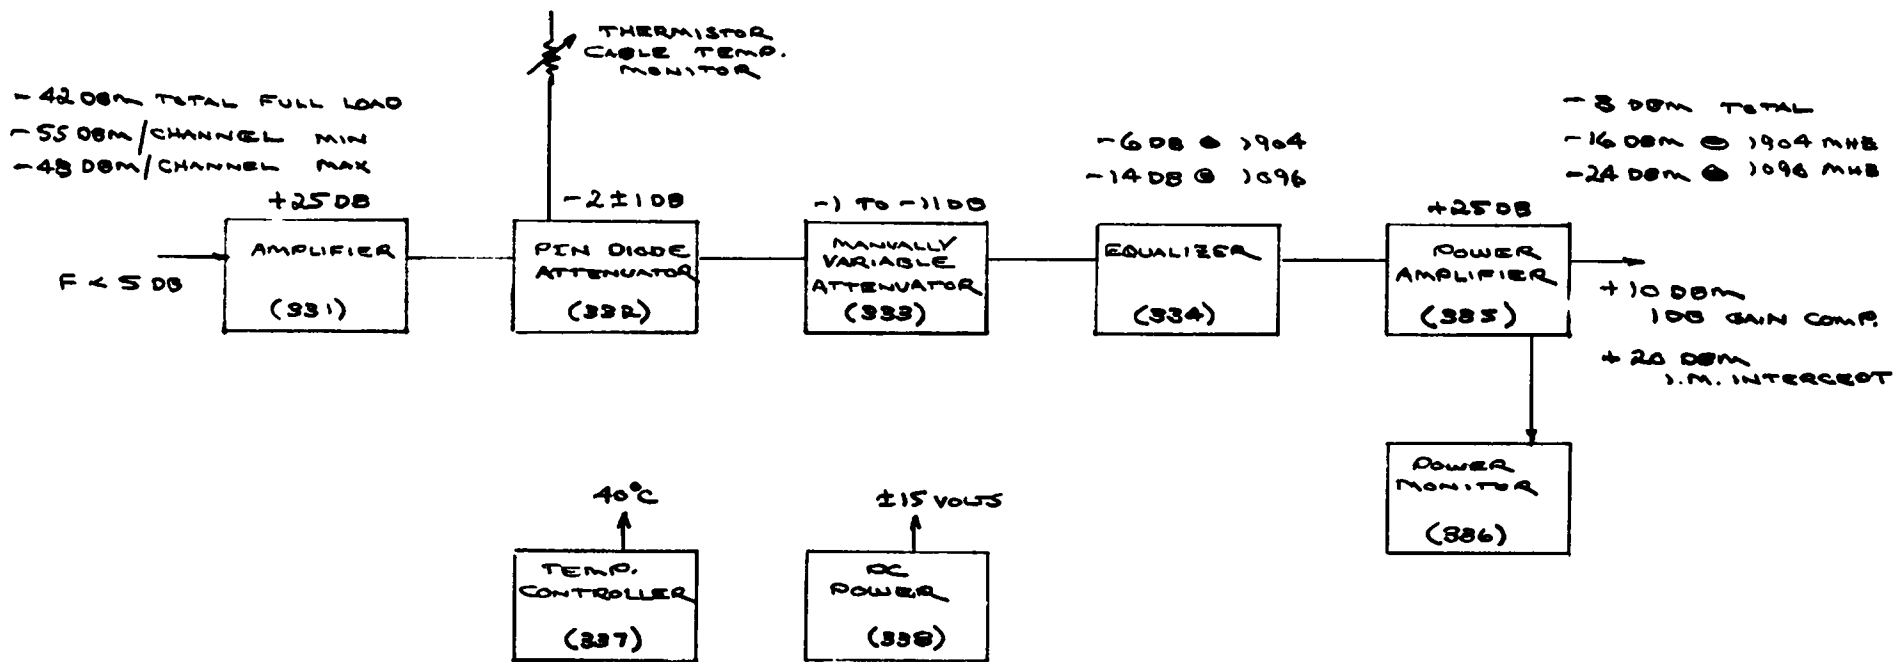 THERMISTOR
CABLE TEMP.
MONITOR
-42 DBM TOTAL FULL LOAD
-55 DBM/CHANNEL MIN
-48 DBM/CHANNEL MAX
-6 DB @ 1904
-14 DB @ 1096
-8 DBM TOTAL
-16 DBM @ 1904 MHZ
-24 DBM @ 1096 MHZ
+25 DB
-2 ± 1 DB
-1 TO -11 DB
+25 DB
F < 5 DB
AMPLIFIER
(331)
PIN DIODE
ATTENUATOR
(332)
MANUALLY
VARIABLE
ATTENUATOR
(333)
EQUALIZER
(334)
POWER
AMPLIFIER
(335)
+10 DBM
1 DB GAIN COMP.
+20 DBM
I.M. INTERCEPT
POWER
MONITOR
(336)
40°C
TEMP.
CONTROLLER
(337)
±15 VOLTS
DC
POWER
(338)